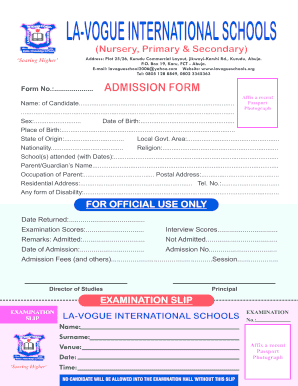 LA-VOGUE INTERNATIONAL SCHOOLS
(Nursery, Primary & Secondary)
"Soaring Higher"
Address: Plot 25/26, Kurudu Commercial Layout, Jikwoyi-Karshi Rd., Kurudu, Abuja.
P.O. Box 19, Karu, FCT - Abuja.
E-mail: lavogueschool2006@yahoo.com Website: www.lavogueschools.org
Tel: 0805 128 8869, 0803 3360363
Form No.:
ADMISSION FORM
Affix a recent
Passport
Photograph
Name: of Candidate
Sex: Date of Birth:
Place of Birth:
State of Origin: Local Govt. Area:
Nationality Religion:
School(s) attended (with Dates):
Parent/Guardian's Name
Occupation of Parent: Postal Address:
Residential Address: Tel. No.:
Any form of Disability:
FOR OFFICIAL USE ONLY
Date Returned:
Examination Scores: Interview Scores
Remarks: Admitted: Not Admitted
Date of Admission: Admission No.
Admission Fees (and others) Session
Director of Studies Principal
EXAMINATION SLIP
EXAMINATION
SLIP
LA-VOGUE INTERNATIONAL SCHOOLS
EXAMINATION
No.:
Name:
Surname:
Venue:
Date:
Time:
Affix a recent
Passport
Photograph
"Soaring Higher"
NO CANDIDATE WILL BE ALLOWED INTO THE EXAMINATION HALL WITHOUT THIS SLIP